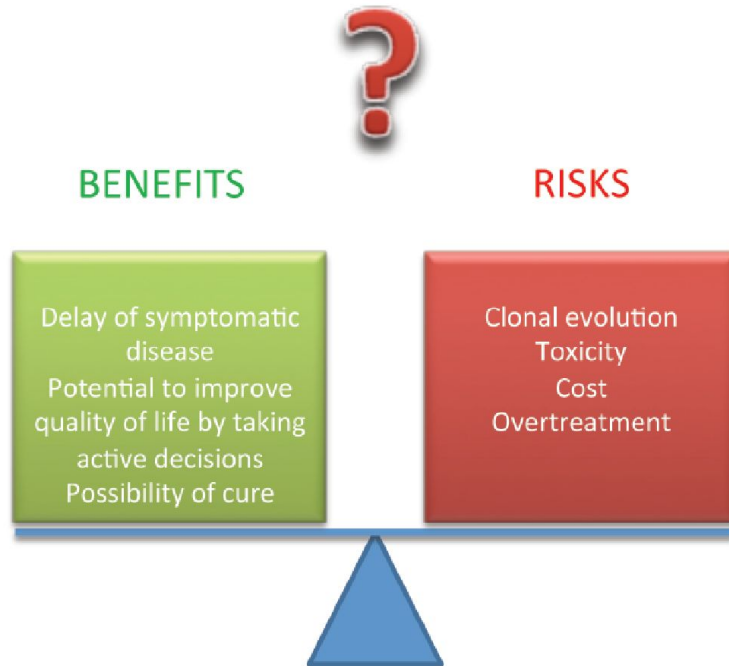 ?
BENEFITS
RISKS
Delay of symptomatic
disease
Potential to improve
quality of life by taking
active decisions
Possibility of cure
Clonal evolution
Toxicity
Cost
Overtreatment